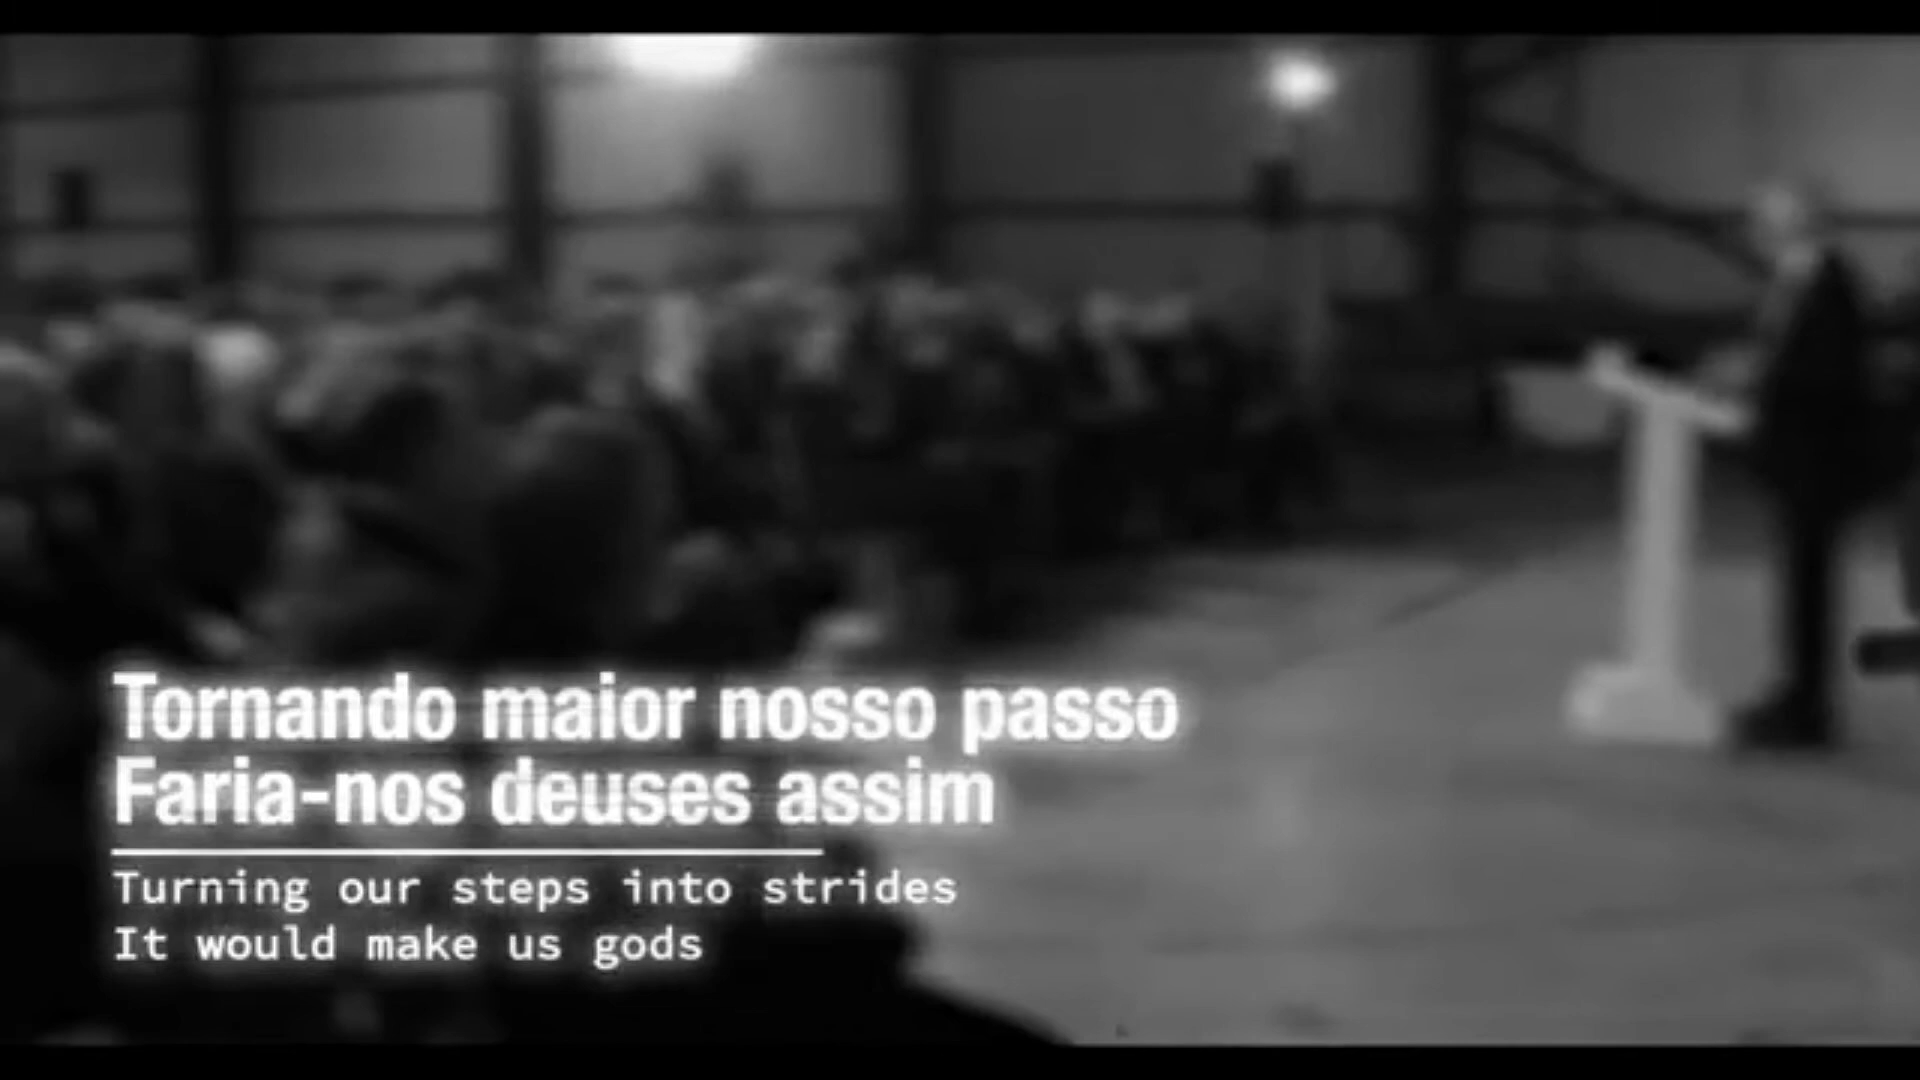 Tornando maior nosso passo
Faria-nos deuses assim
Turning our steps into strides
It would make us gods